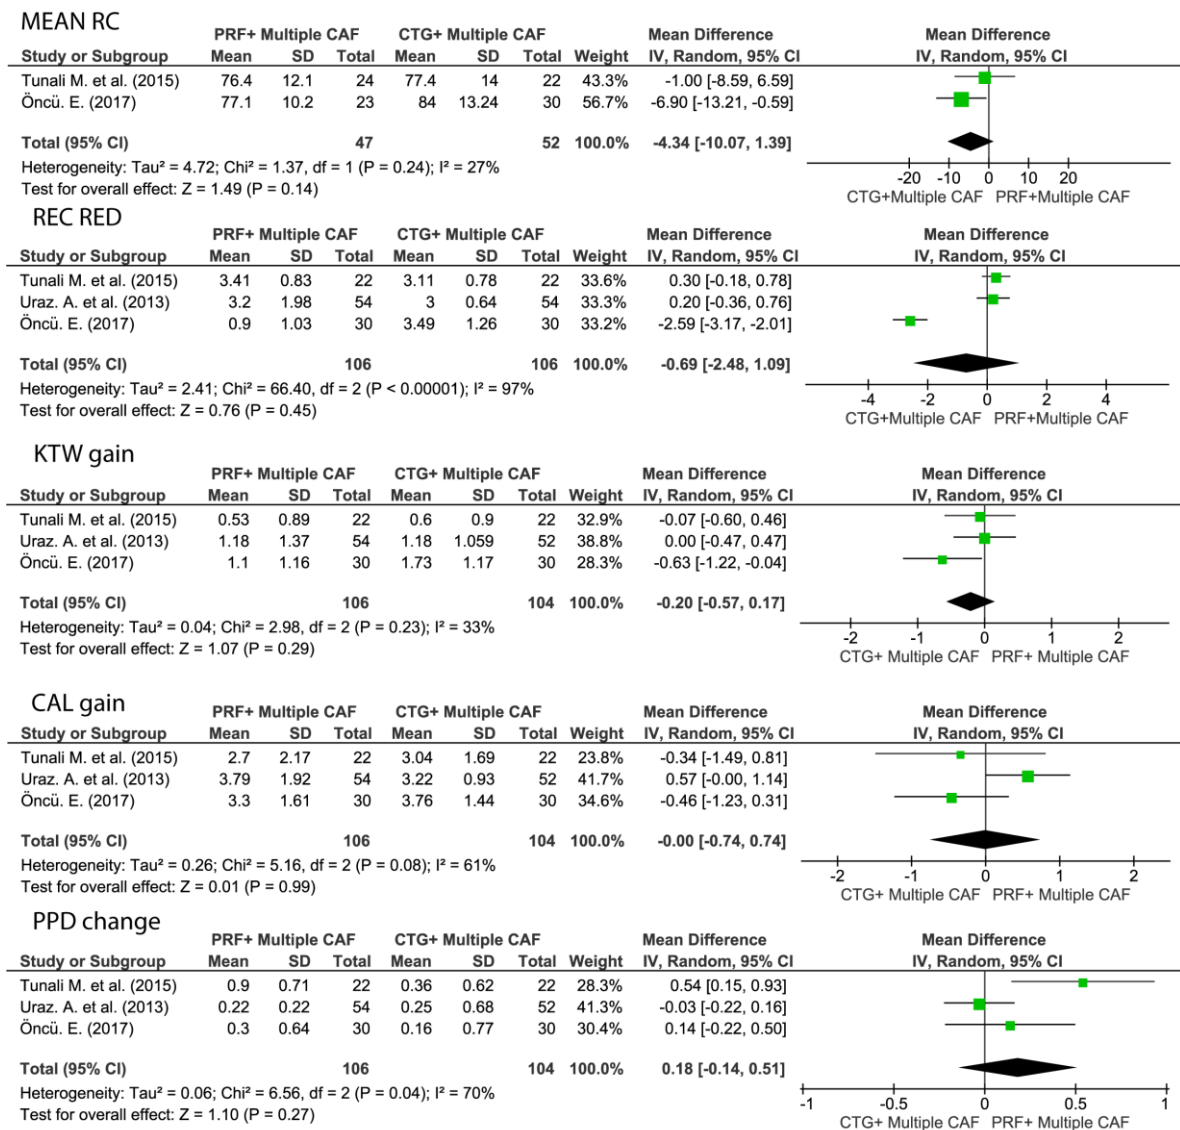 MEAN RC
PRF+ Multiple CAF CTG+ Multiple CAF Mean Difference Mean Difference
Study or Subgroup Mean SD Total Mean SD Total Weight IV, Random, 95% CI IV, Random, 95% CI
Tunali M. et al. (2015) 76.4 12.1 24 77.4 14 22 43.3% -1.00 [-8.59, 6.59]
Öncü. E. (2017) 77.1 10.2 23 84 13.24 30 56.7% -6.90 [-13.21, -0.59]
Total (95% CI) 47 52 100.0% -4.34 [-10.07, 1.39]
Heterogeneity: Tau² = 4.72; Chi² = 1.37, df = 1 (P = 0.24); I² = 27%
Test for overall effect: Z = 1.49 (P = 0.14)
-20 -10 0 10 20
CTG+Multiple CAF PRF+Multiple CAF
REC RED
PRF+ Multiple CAF CTG+ Multiple CAF Mean Difference Mean Difference
Study or Subgroup Mean SD Total Mean SD Total Weight IV, Random, 95% CI IV, Random, 95% CI
Tunali M. et al. (2015) 3.41 0.83 22 3.11 0.78 22 33.6% 0.30 [-0.18, 0.78]
Uraz. A. et al. (2013) 3.2 1.98 54 3 0.64 54 33.3% 0.20 [-0.36, 0.76]
Öncü. E. (2017) 0.9 1.03 30 3.49 1.26 30 33.2% -2.59 [-3.17, -2.01]
Total (95% CI) 106 106 100.0% -0.69 [-2.48, 1.09]
Heterogeneity: Tau² = 2.41; Chi² = 66.40, df = 2 (P < 0.00001); I² = 97%
Test for overall effect: Z = 0.76 (P = 0.45)
-4 -2 0 2 4
CTG+Multiple CAF PRF+Multiple CAF
KTW gain
PRF+ Multiple CAF CTG+ Multiple CAF Mean Difference Mean Difference
Study or Subgroup Mean SD Total Mean SD Total Weight IV, Random, 95% CI IV, Random, 95% CI
Tunali M. et al. (2015) 0.53 0.89 22 0.6 0.9 22 32.9% -0.07 [-0.60, 0.46]
Uraz. A. et al. (2013) 1.18 1.37 54 1.18 1.059 52 38.8% 0.00 [-0.47, 0.47]
Öncü. E. (2017) 1.1 1.16 30 1.73 1.17 30 28.3% -0.63 [-1.22, -0.04]
Total (95% CI) 106 104 100.0% -0.20 [-0.57, 0.17]
Heterogeneity: Tau² = 0.04; Chi² = 2.98, df = 2 (P = 0.23); I² = 33%
Test for overall effect: Z = 1.07 (P = 0.29)
-2 -1 0 1 2
CTG+ Multiple CAF PRF+ Multiple CAF
CAL gain
PRF+ Multiple CAF CTG+ Multiple CAF Mean Difference Mean Difference
Study or Subgroup Mean SD Total Mean SD Total Weight IV, Random, 95% CI IV, Random, 95% CI
Tunali M. et al. (2015) 2.7 2.17 22 3.04 1.69 22 23.8% -0.34 [-1.49, 0.81]
Uraz. A. et al. (2013) 3.79 1.92 54 3.22 0.93 52 41.7% 0.57 [-0.00, 1.14]
Öncü. E. (2017) 3.3 1.61 30 3.76 1.44 30 34.6% -0.46 [-1.23, 0.31]
Total (95% CI) 106 104 100.0% -0.00 [-0.74, 0.74]
Heterogeneity: Tau² = 0.26; Chi² = 5.16, df = 2 (P = 0.08); I² = 61%
Test for overall effect: Z = 0.01 (P = 0.99)
-2 -1 0 1 2
CTG+ Multiple CAF PRF+ Multiple CAF
PPD change
PRF+ Multiple CAF CTG+ Multiple CAF Mean Difference Mean Difference
Study or Subgroup Mean SD Total Mean SD Total Weight IV, Random, 95% CI IV, Random, 95% CI
Tunali M. et al. (2015) 0.9 0.71 22 0.36 0.62 22 28.3% 0.54 [0.15, 0.93]
Uraz. A. et al. (2013) 0.22 0.22 54 0.25 0.68 52 41.3% -0.03 [-0.22, 0.16]
Öncü. E. (2017) 0.3 0.64 30 0.16 0.77 30 30.4% 0.14 [-0.22, 0.50]
Total (95% CI) 106 104 100.0% 0.18 [-0.14, 0.51]
Heterogeneity: Tau² = 0.06; Chi² = 6.56, df = 2 (P = 0.04); I² = 70%
Test for overall effect: Z = 1.10 (P = 0.27)
-1 -0.5 0 0.5 1
CTG+ Multiple CAF PRF+ Multiple CAF